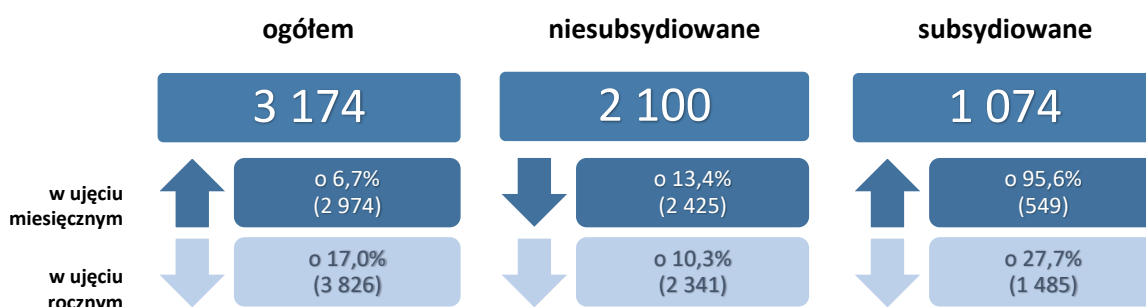 ogółem niesubsydiowane subsydiowane
3 174 2 100 1 074
w ujęciu
miesięcznym
o 6,7%
(2 974)
o 13,4%
(2 425)
o 95,6%
(549)
w ujęciu
rocznym
o 17,0%
(3 826)
o 10,3%
(2 341)
o 27,7%
(1 485)